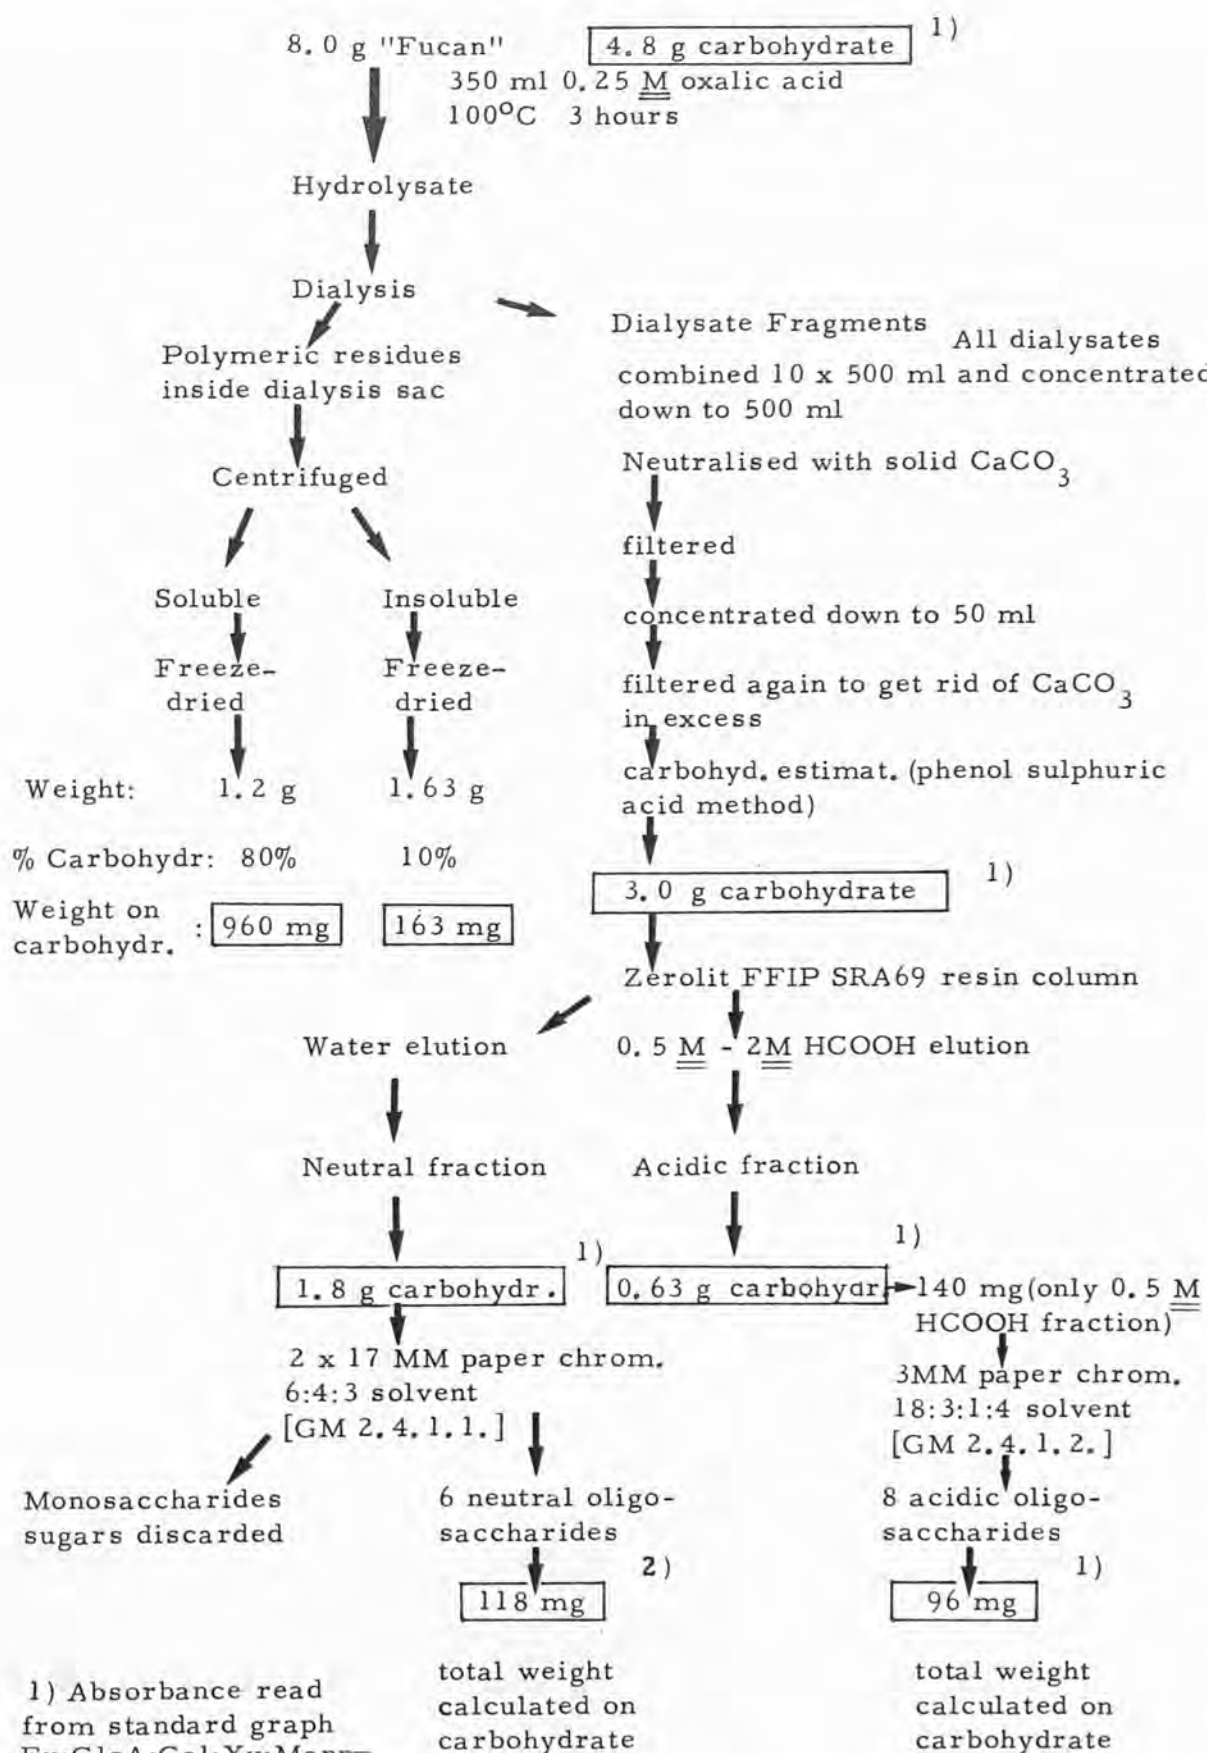 8.0 g "Fucan" 4.8 g carbohydrate 1)
350 ml 0.25 M oxalic acid
100°C 3 hours
Hydrolysate
Dialysis
Polymeric residues
inside dialysis sac
Centrifuged
Soluble Insoluble
Freeze- Freeze-
dried dried
Weight: 1.2 g 1.63 g
% Carbohydr: 80% 10%
Weight on
carbohydr. : 960 mg 163 mg
Dialysate Fragments All dialysates
combined 10 x 500 ml and concentrated
down to 500 ml
Neutralised with solid CaCO3
filtered
concentrated down to 50 ml
filtered again to get rid of CaCO3
in excess
carbohyd. estimat. (phenol sulphuric
acid method)
3.0 g carbohydrate 1)
Zerolit FFIP SRA69 resin column
Water elution 0.5 M - 2M HCOOH elution
Neutral fraction Acidic fraction
1.8 g carbohydr. 1)
0.63 g carbohydr. 1) 140 mg (only 0.5 M
HCOOH fraction)
2 x 17 MM paper chrom.
6:4:3 solvent
[GM 2.4.1.1.]
3MM paper chrom.
18:3:1:4 solvent
[GM 2.4.1.2.]
Monosaccharides
sugars discarded
6 neutral oligo-
saccharides
2)
118 mg
total weight
calculated on
carbohydrate
8 acidic oligo-
saccharides
1)
96 mg
total weight
calculated on
carbohydrate
1) Absorbance read
from standard graph